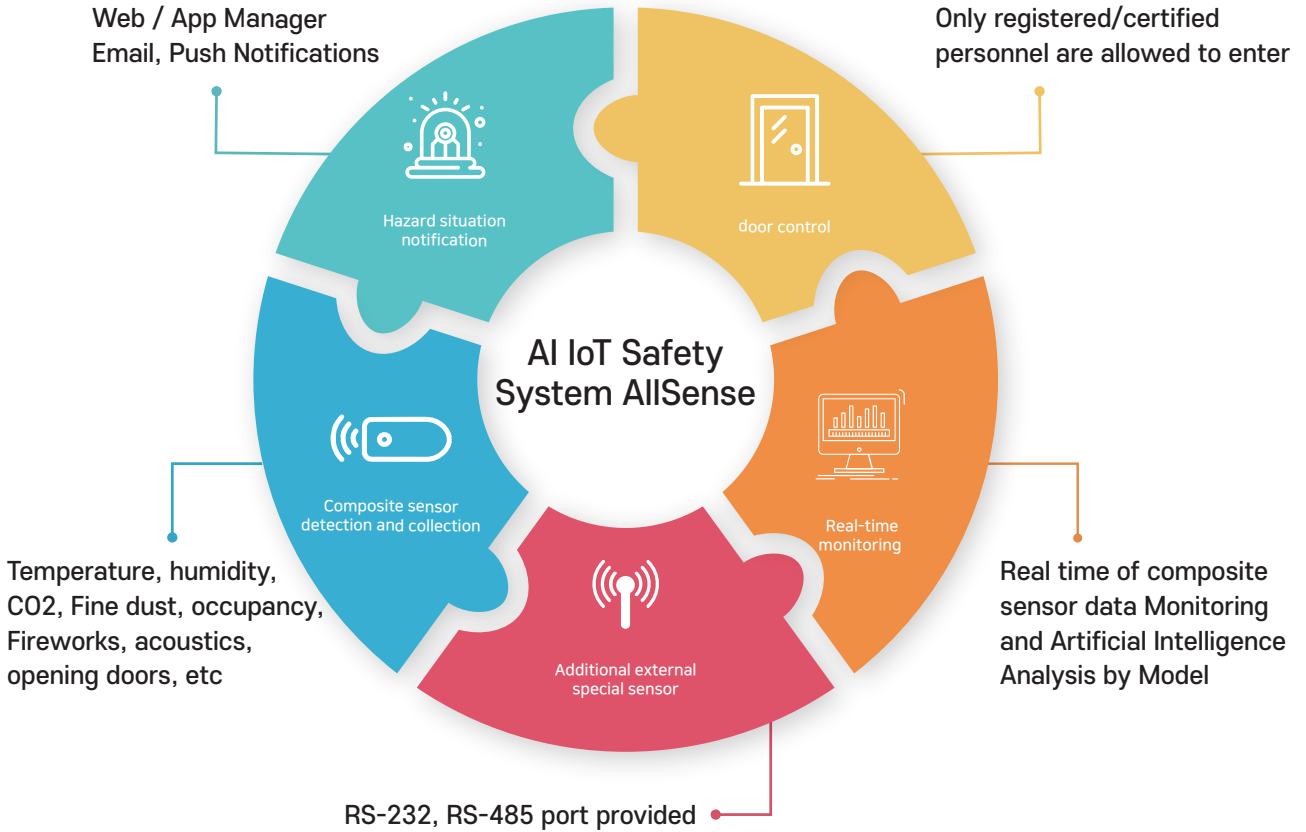 Web / App Manager
Email, Push Notifications
Only registered/certified
personnel are allowed to enter
Hazard situation
notification
door control
AI IoT Safety
System AllSense
Composite sensor
detection and collection
Real-time
monitoring
Temperature, humidity,
CO2, Fine dust, occupancy,
Fireworks, acoustics,
opening doors, etc
Real time of composite
sensor data Monitoring
and Artificial Intelligence
Analysis by Model
Additional external
special sensor
RS-232, RS-485 port provided